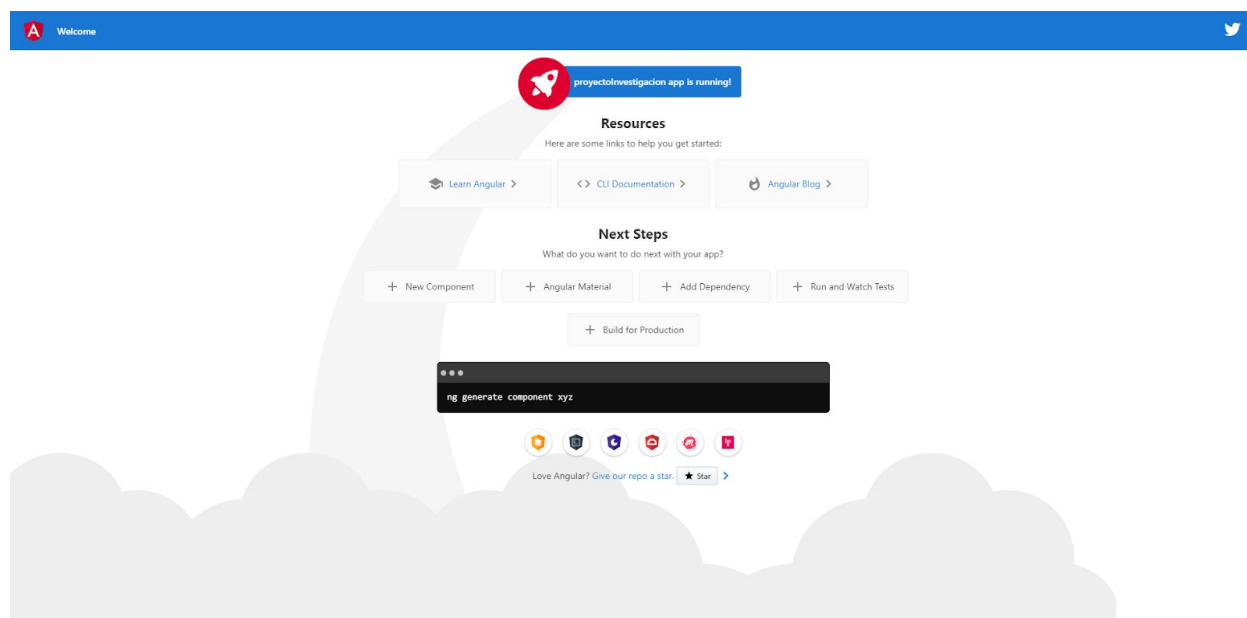 Welcome
proyectoInvestigacion app is running!
Resources
Here are some links to help you get started:
Learn Angular
CLI Documentation
Angular Blog
Next Steps
What do you want to do next with your app?
New Component
Angular Material
Add Dependency
Run and Watch Tests
Build for Production
ng generate component xyz
Love Angular? Give our repo a star. Star